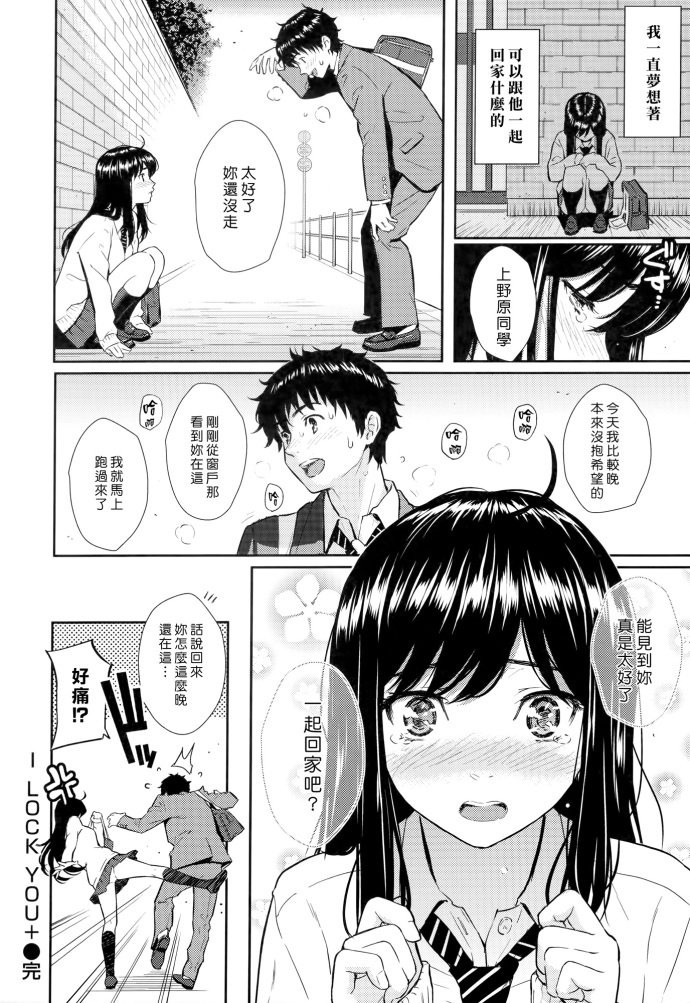 我一直夢想著
可以跟他一起
回家什麼的
太好了
妳還沒走
ぐす…
上野原同學
今天我比較晚
本來沒抱希望的
哈啊
哈啊
哈啊
剛剛從窗戶那
看到妳在這
我就馬上
跑過來了
能見到妳
真是太好了
一起回家吧？
話說回來
妳怎麼這麼晚
還在這…
好痛!?
I LOCK YOU+●完